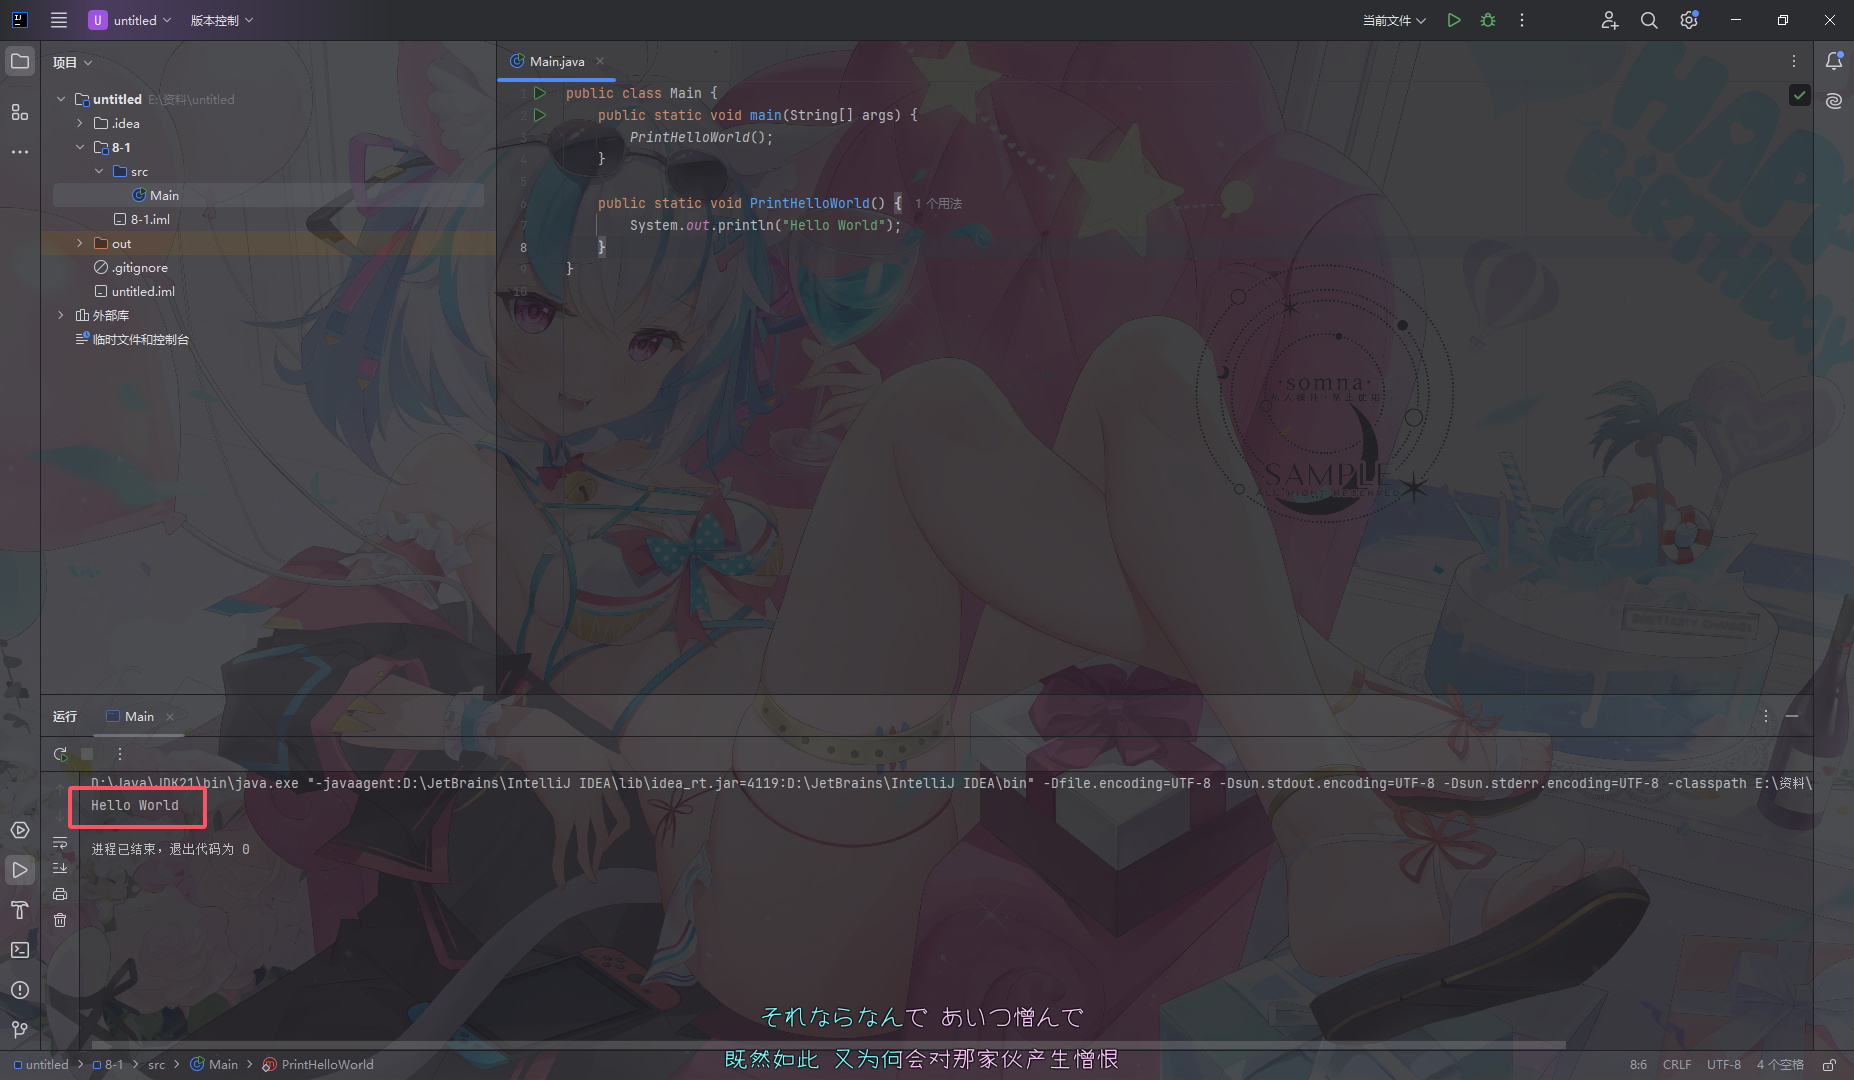 U untitled 版本控制 当前文件
项目
Main.java
untitled E:\资料\untitled
.idea
8-1
src
Main
8-1.iml
out
.gitignore
untitled.iml
外部库
临时文件和控制台
1 public class Main {
2 public static void main(String[] args) {
3 PrintHelloWorld();
4 }
5
6 public static void PrintHelloWorld() { 1 个用法
7 System.out.println("Hello World");
8 }
9 }
10
HAPPY
BIRTHDAY
·somna·
SAMPLE
ALL RIGHT RESERVED
运行 Main
D:\Java\JDK21\bin\java.exe "-javaagent:D:\JetBrains\IntelliJ IDEA\lib\idea_rt.jar=4119:D:\JetBrains\IntelliJ IDEA\bin" -Dfile.encoding=UTF-8 -Dsun.stdout.encoding=UTF-8 -Dsun.stderr.encoding=UTF-8 -classpath E:\资料\
Hello World
进程已结束，退出代码为 0
それならなんで あいつ憎んで
既然如此 又为何会对那家伙产生憎恨
untitled 8-1 src Main PrintHelloWorld 8:6 CRLF UTF-8 4 个空格